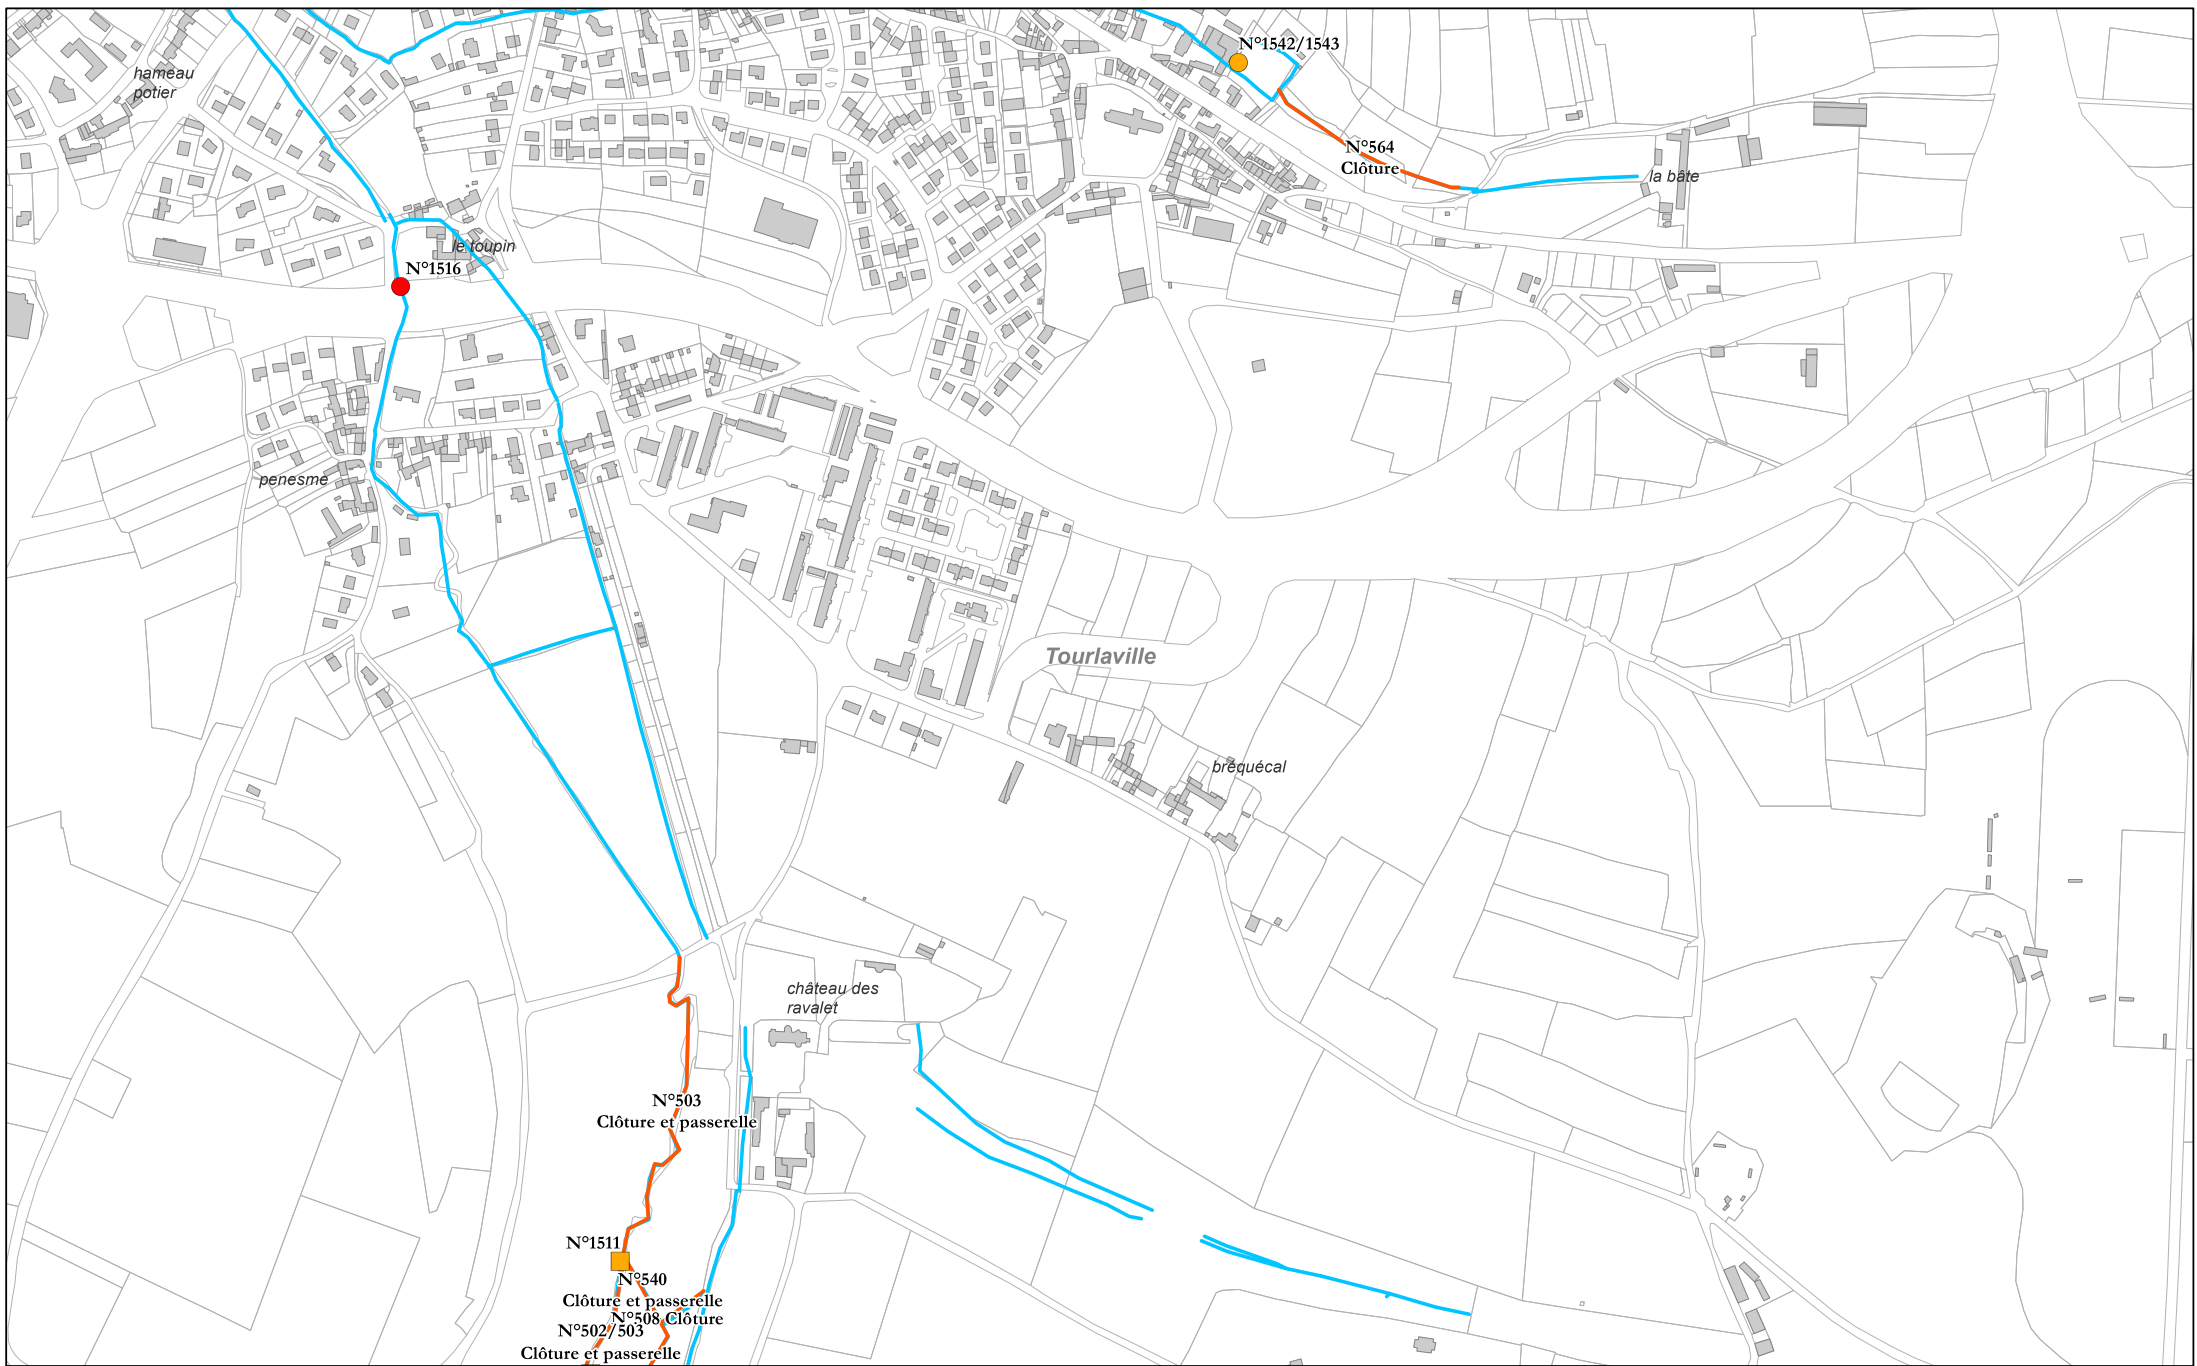 N°1542/1543
hameau
potier
N°564
Clôture
la bâte
le toupin
N°1516
penesme
Tourlaville
brequécal
château des
ravalet
N°503
Clôture et passerelle
N°1511
N°540
Clôture et passerelle
N°508 Clôture
N°502/503
Clôture et passerelle